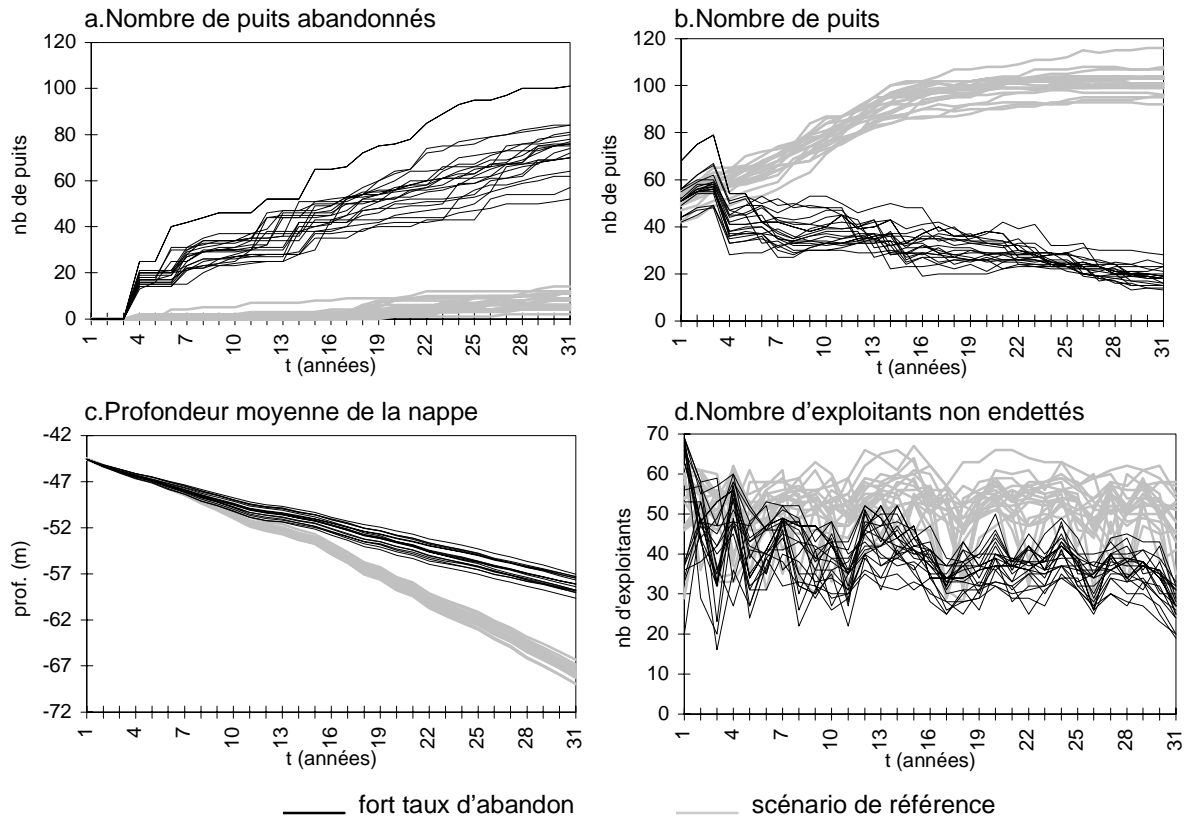 a.Nombre de puits abandonnés
120
100
80
60
40
20
0
nb de puits
1 4 7 10 13 16 19 22 25 28 31
t (années)
b.Nombre de puits
120
100
80
60
40
20
0
nb de puits
1 4 7 10 13 16 19 22 25 28 31
t (années)
c.Profondeur moyenne de la nappe
-42
-47
-52
-57
-62
-67
-72
prof. (m)
1 4 7 10 13 16 19 22 25 28 31
t (années)
d.Nombre d'exploitants non endettés
70
60
50
40
30
20
10
0
nb d'exploitants
1 4 7 10 13 16 19 22 25 28 31
t (années)
fort taux d'abandon
scénario de référence